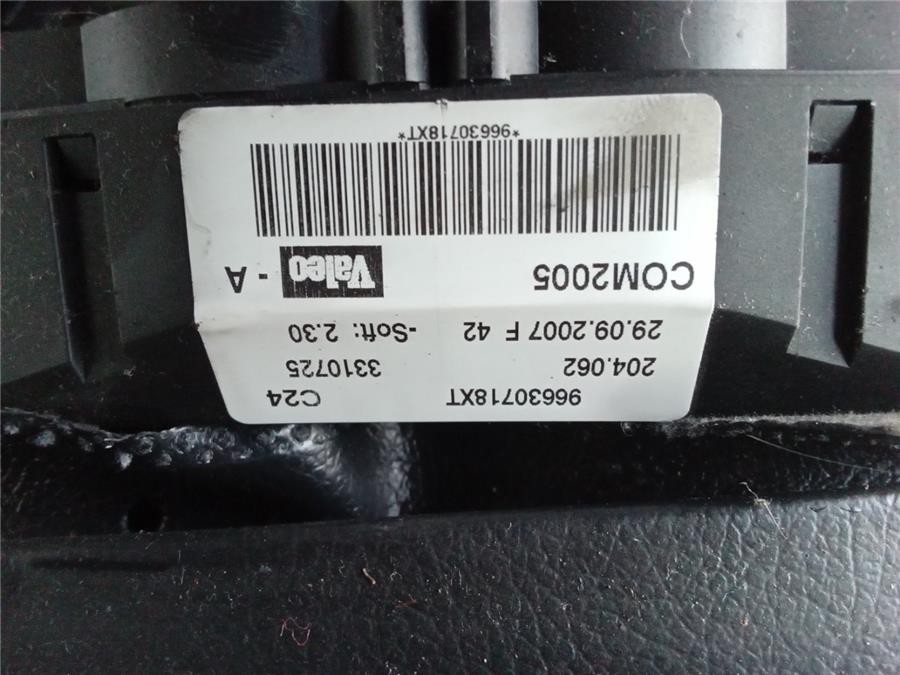 96630718XT C24
204.062 3310725
29.09.2007 F 42 -Soft: 2.30
COM2005 Valeo - A
*96630718XT*